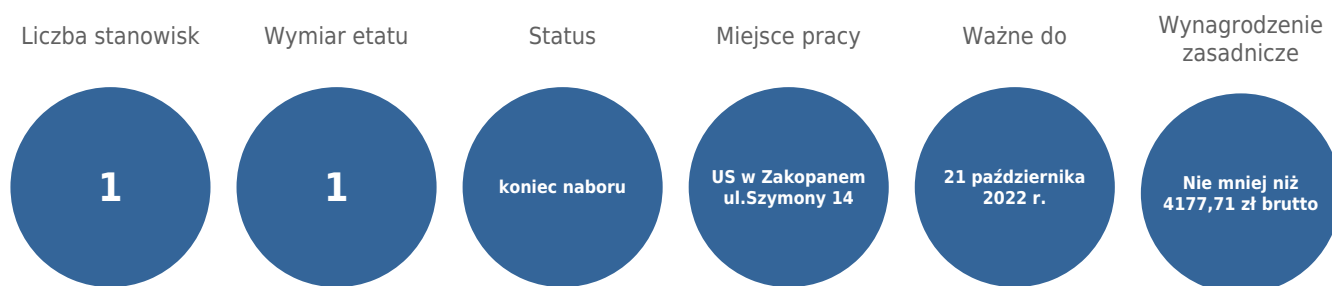 Liczba stanowisk
Wymiar etatu
Status
Miejsce pracy
Ważne do
Wynagrodzenie
zasadnicze
1
1
koniec naboru
US w Zakopanem
ul.Szymony 14
21 października
2022 r.
Nie mniej niż
4177,71 zł brutto